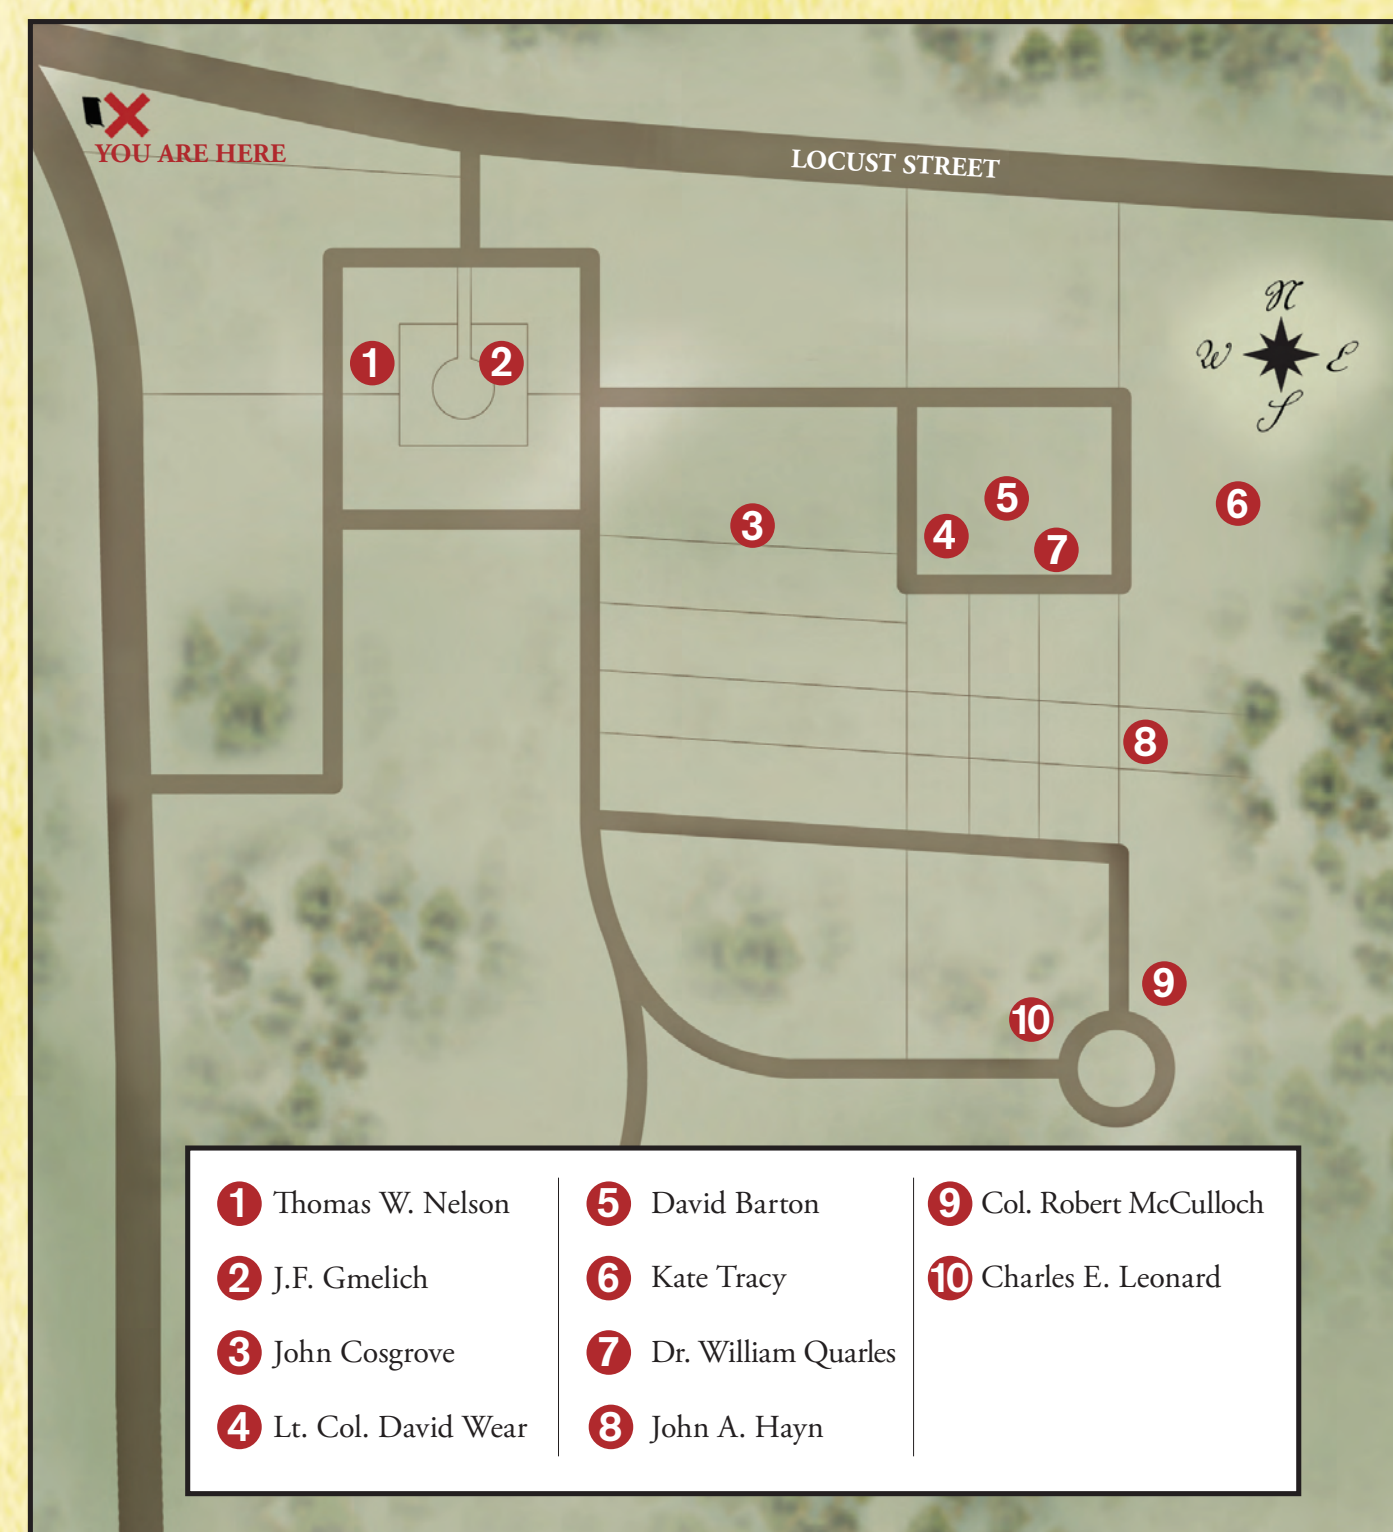 YOU ARE HERE
LOCUST STREET
N
W E
S
1 2
3 4 5 6
7
8
9
10
1 Thomas W. Nelson
2 J.F. Gmelich
3 John Cosgrove
4 Lt. Col. David Wear
5 David Barton
6 Kate Tracy
7 Dr. William Quarles
8 John A. Hayn
9 Col. Robert McCulloch
10 Charles E. Leonard